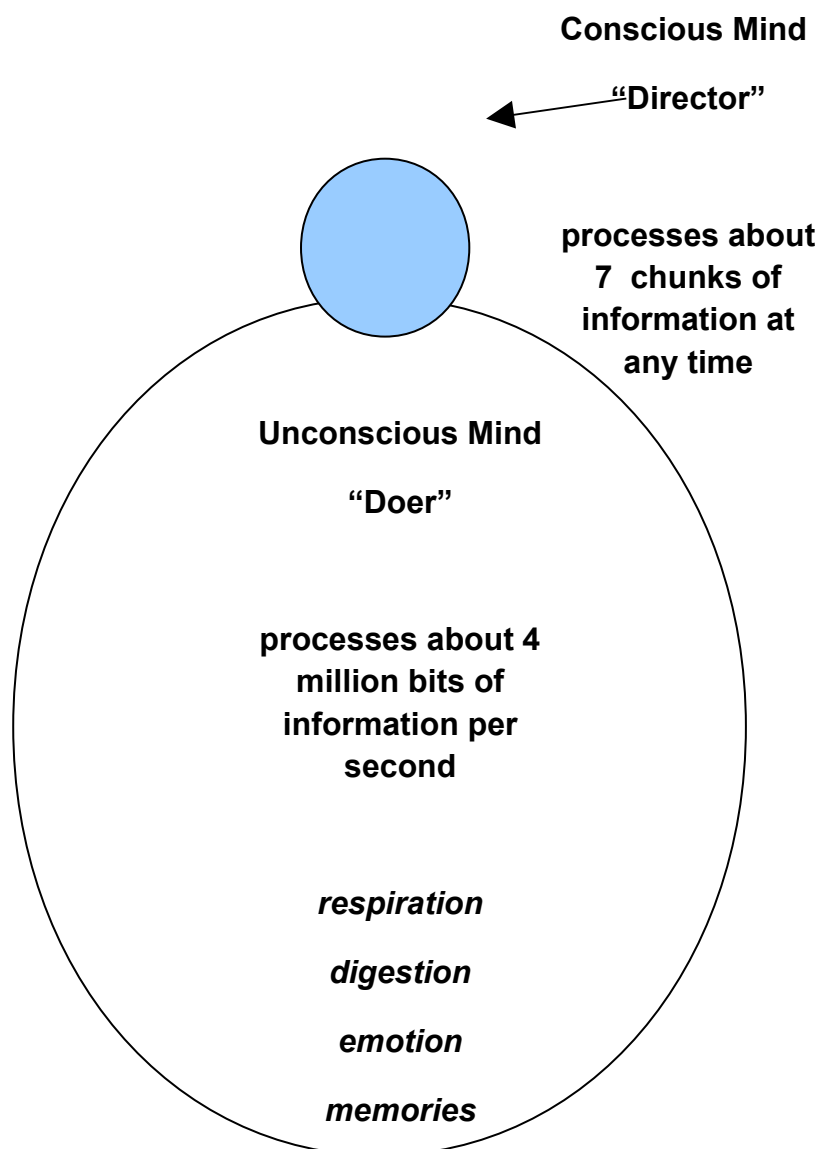 Conscious Mind
“Director”
processes about
7 chunks of
information at
any time
Unconscious Mind
“Doer”
processes about 4
million bits of
information per
second
respiration
digestion
emotion
memories